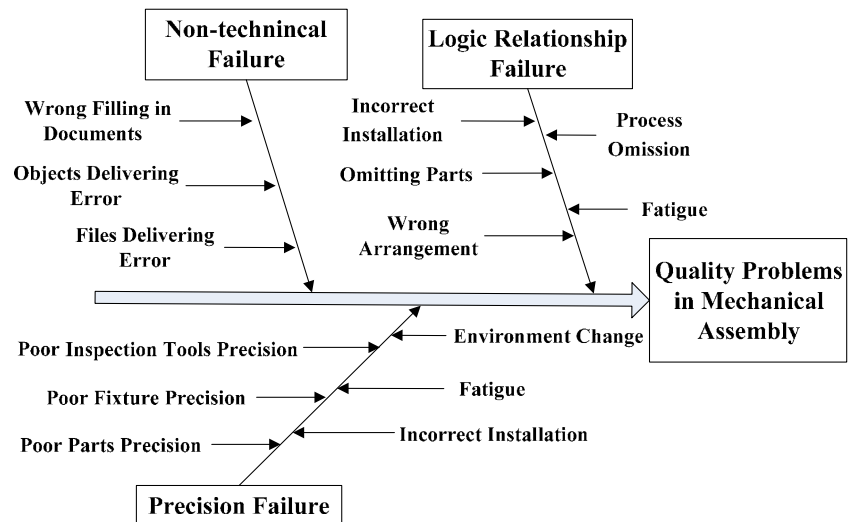 Non-technincal
Failure
Logic Relationship
Failure
Wrong Filling in
Documents
Objects Delivering
Error
Files Delivering
Error
Incorrect
Installation
Process
Omission
Omitting Parts
Fatigue
Wrong
Arrangement
Quality Problems
in Mechanical
Assembly
Environment Change
Poor Inspection Tools Precision
Fatigue
Poor Fixture Precision
Incorrect Installation
Poor Parts Precision
Precision Failure